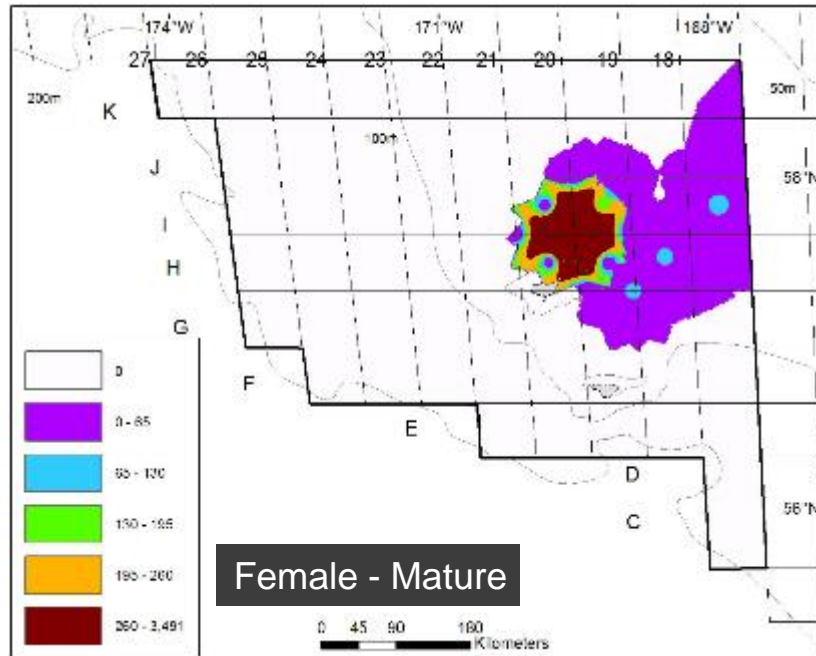 174°W 171°W 168°W
27 26 25 24 23 22 21 20 19 18
200m
50m
K
100m
J
58°N
I
H
G
0
F
0 - 65
E
65 - 130
D
130 - 195
C
56°N
195 - 260
Female - Mature
260 - 3,491
0 45 90 180
Kilometers